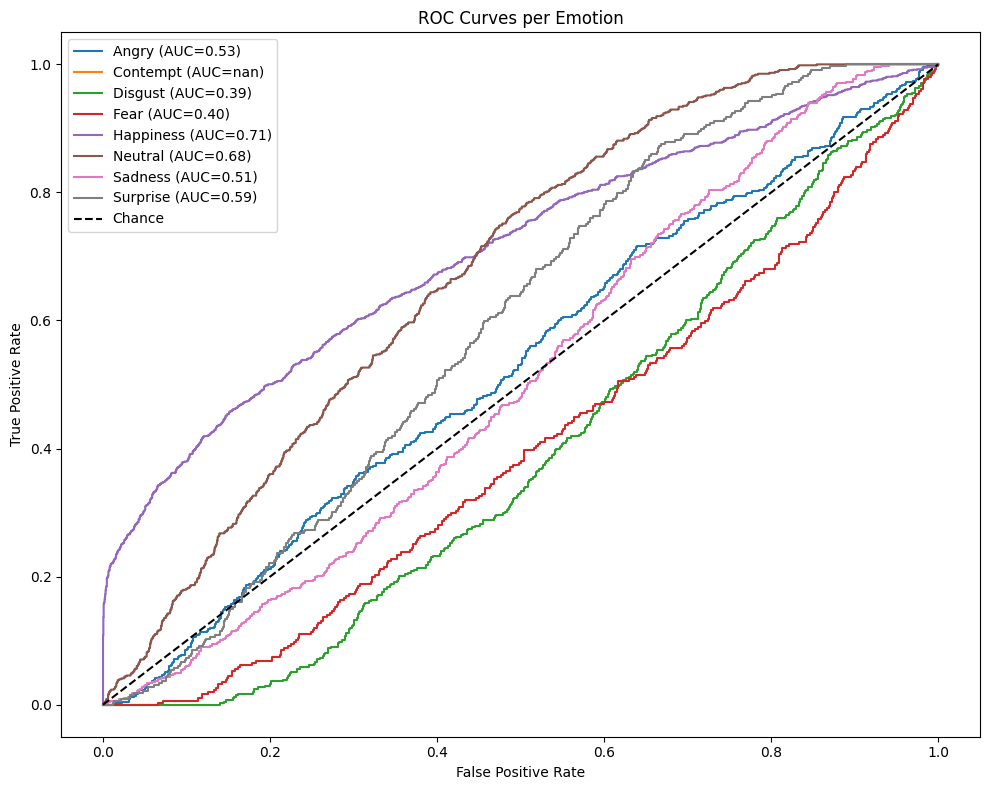 ROC Curves per Emotion
Angry (AUC=0.53)
Contempt (AUC=nan)
Disgust (AUC=0.39)
Fear (AUC=0.40)
Happiness (AUC=0.71)
Neutral (AUC=0.68)
Sadness (AUC=0.51)
Surprise (AUC=0.59)
Chance
True Positive Rate
1.0
0.8
0.6
0.4
0.2
0.0
0.0 0.2 0.4 0.6 0.8 1.0
False Positive Rate